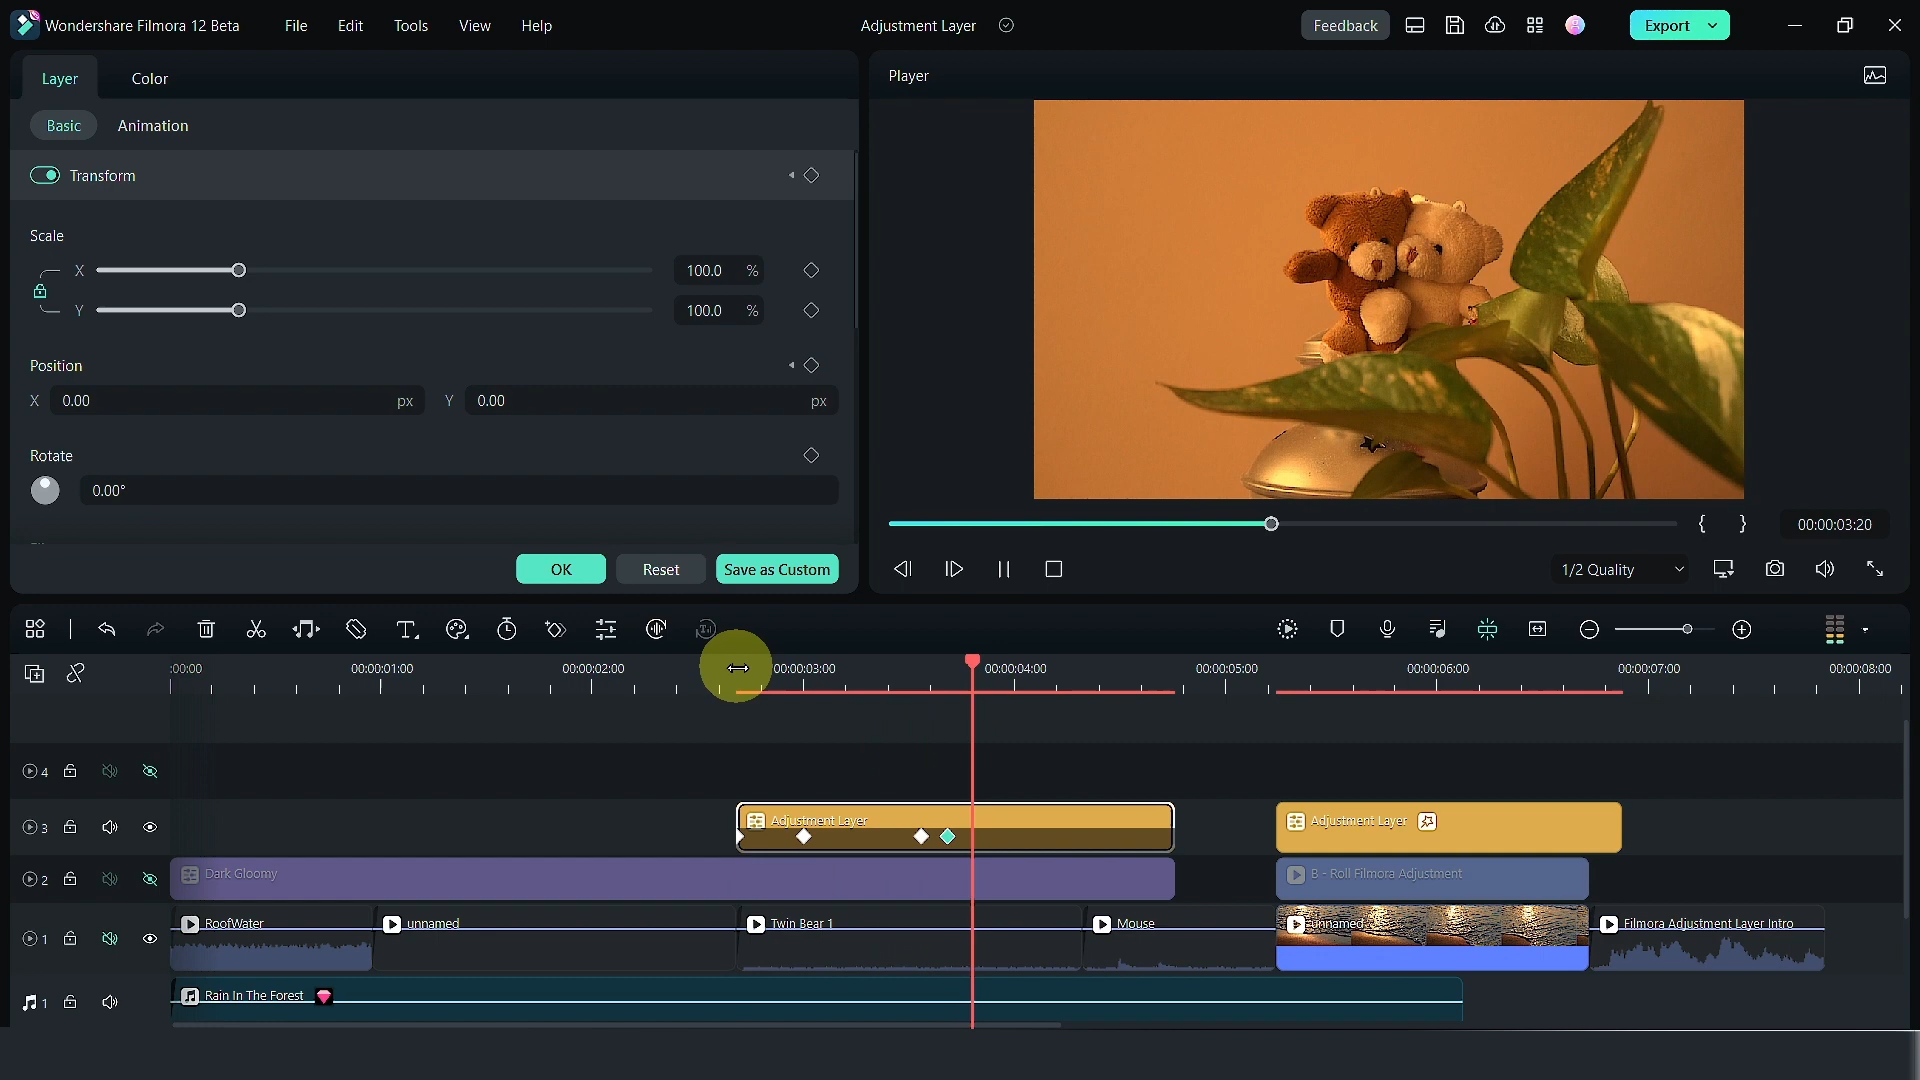 Wondershare Filmora 12 Beta
File
Edit
Tools
View
Help
Adjustment Layer
Feedback
Export
Layer
Color
Player
Basic
Animation
Transform
Scale
X
100.0 %
Y
100.0 %
Position
X 0.00 px Y 0.00 px
Rotate
0.00°
OK
Reset
Save as Custom
00:00:03:20
1/2 Quality
:00:00
00:00:01:00
00:00:02:00
00:00:03:00
00:00:04:00
00:00:05:00
00:00:06:00
00:00:07:00
00:00:08:00
4
3
Adjustment Layer
Adjustment Layer
2
Dark Gloomy
B - Roll Filmora Adjustment
1
RoofWater
unnamed
Twin Bear 1
Mouse
unnamed
Filmora Adjustment Layer Intro
1
Rain In The Forest